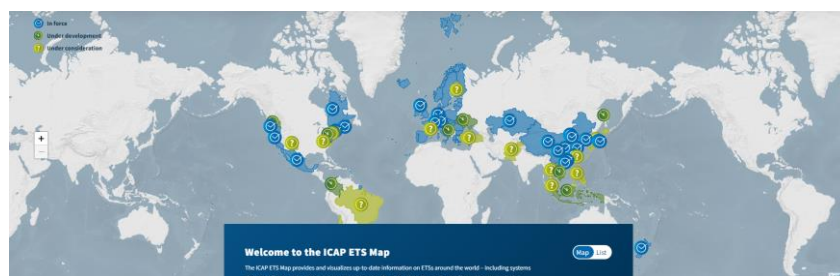 In force
Under development
Under consideration
+
Welcome to the ICAP ETS Map
Map List
The ICAP ETS Map provides and visualizes up-to-date information on ETSs around the world – including systems